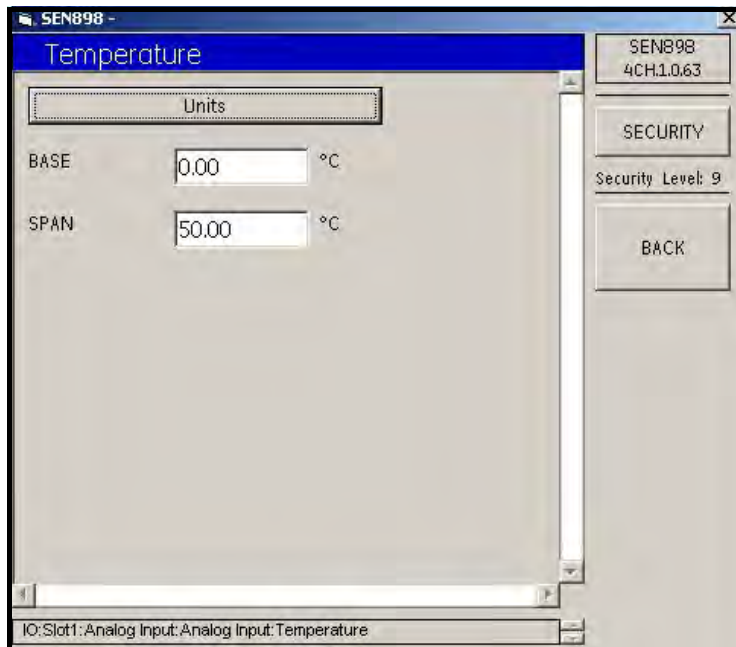 SEN898 -
Temperature
SEN898
4CH.1.0.63
Units
SECURITY
BASE 0.00 °C
Security Level: 9
SPAN 50.00 °C
BACK
IO:Slot1:Analog Input:Analog Input:Temperature